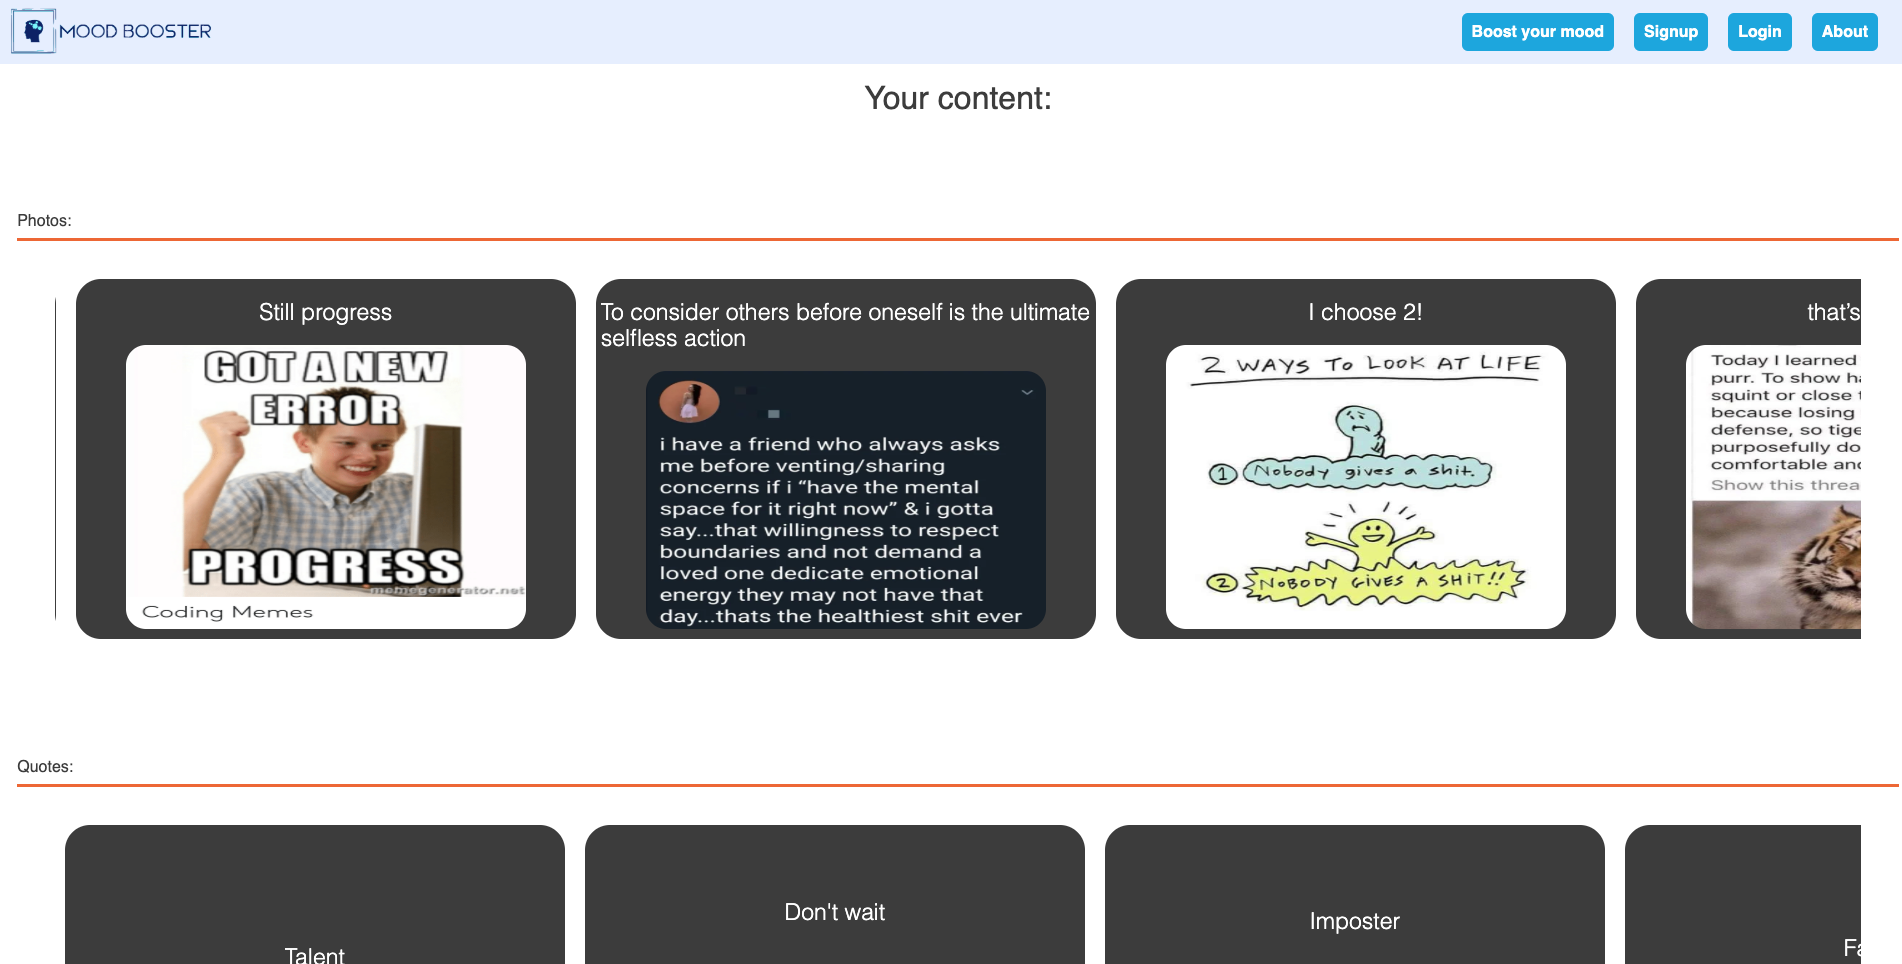 MOOD BOOSTER
Boost your mood
Signup
Login
About
Your content:
Photos:
Still progress
GOT A NEW
ERROR
PROGRESS
memegenerator.net
Coding Memes
To consider others before oneself is the ultimate
selfless action
i have a friend who always asks
me before venting/sharing
concerns if i “have the mental
space for it right now” & i gotta
say...that willingness to respect
boundaries and not demand a
loved one dedicate emotional
energy they may not have that
day...thats the healthiest shit ever
I choose 2!
2 WAYS TO LOOK AT LIFE
1 Nobody gives a shit.
2 NOBODY GIVES A SHIT!!
that’s
Today I learned
purr. To show
squint or close
because losing
defense, so
purposefully
comfortable
Show this
Quotes:
Talent
Don't wait
Imposter